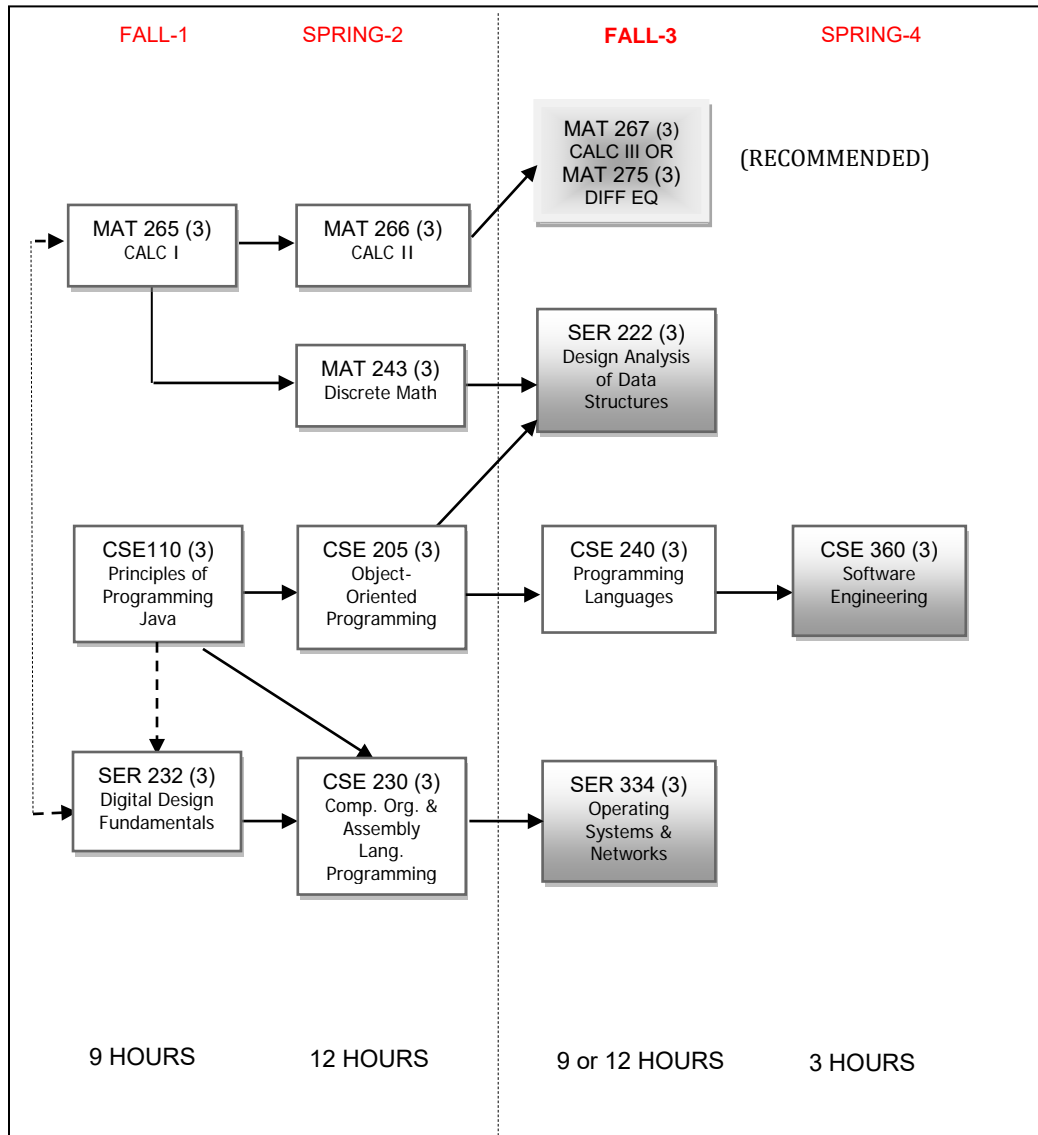 FALL-1
SPRING-2
FALL-3
SPRING-4
MAT 267 (3)
CALC III OR
MAT 275 (3)
DIFF EQ
(RECOMMENDED)
MAT 265 (3)
CALC I
MAT 266 (3)
CALC II
MAT 243 (3)
Discrete Math
SER 222 (3)
Design Analysis
of Data
Structures
CSE110 (3)
Principles of
Programming
Java
CSE 205 (3)
Object-
Oriented
Programming
CSE 240 (3)
Programming
Languages
CSE 360 (3)
Software
Engineering
SER 232 (3)
Digital Design
Fundamentals
CSE 230 (3)
Comp. Org. &
Assembly
Lang.
Programming
SER 334 (3)
Operating
Systems &
Networks
9 HOURS
12 HOURS
9 or 12 HOURS
3 HOURS